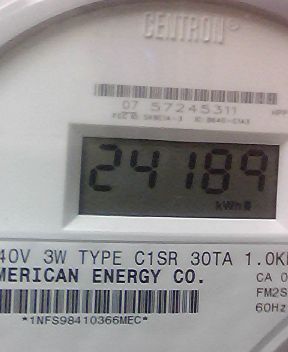 CENTRON®
07 57245311
24189
kWh
40V 3W TYPE C1SR 30TA 1.0K
MERICAN ENERGY CO.
CA 0
FM2S
60Hz
*1NFS98410366MEC*